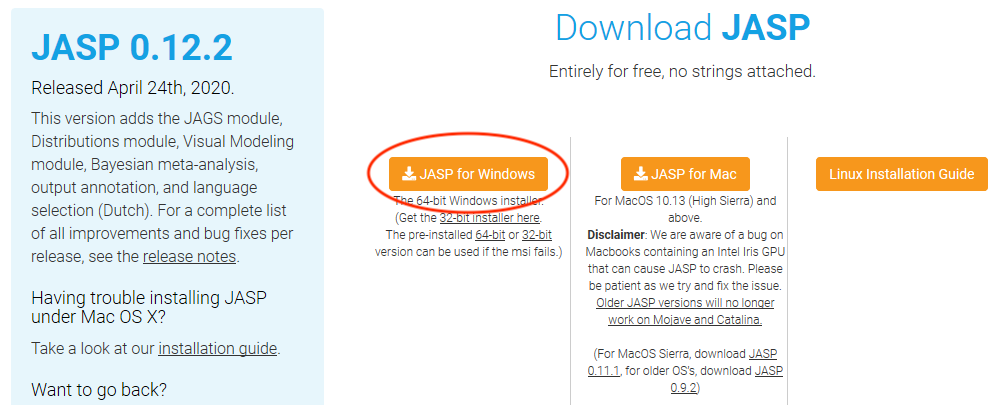 JASP 0.12.2
Released April 24th, 2020.
This version adds the JAGS module,
Distributions module, Visual Modeling
module, Bayesian meta-analysis,
output annotation, and language
selection (Dutch). For a complete list
of all improvements and bug fixes per
release, see the release notes.
Having trouble installing JASP
under Mac OS X?
Take a look at our installation guide.
Want to go back?
Download JASP
Entirely for free, no strings attached.
JASP for Windows
The 64-bit Windows installer.
(Get the 32-bit installer here.
The pre-installed 64-bit or 32-bit
version can be used if the msi fails.)
JASP for Mac
For MacOS 10.13 (High Sierra) and
above.
Disclaimer: We are aware of a bug on
Macbooks containing an Intel Iris GPU
that can cause JASP to crash. Please
be patient as we try and fix the issue.
Older JASP versions will no longer
work on Mojave and Catalina.
(For MacOS Sierra, download JASP
0.11.1, for older OS's, download JASP
0.9.2)
Linux Installation Guide